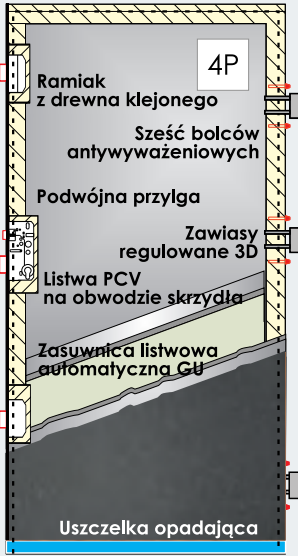 4P
Ramiak
z drewna klejonego
Sześć bolców
antywyważeniowych
Podwójna przylga
Zawiasy
regulowane 3D
Listwa PCV
na obwodzie skrzydła
Zasuwnica listwowa
automatyczna GU
Uszczelka opadająca